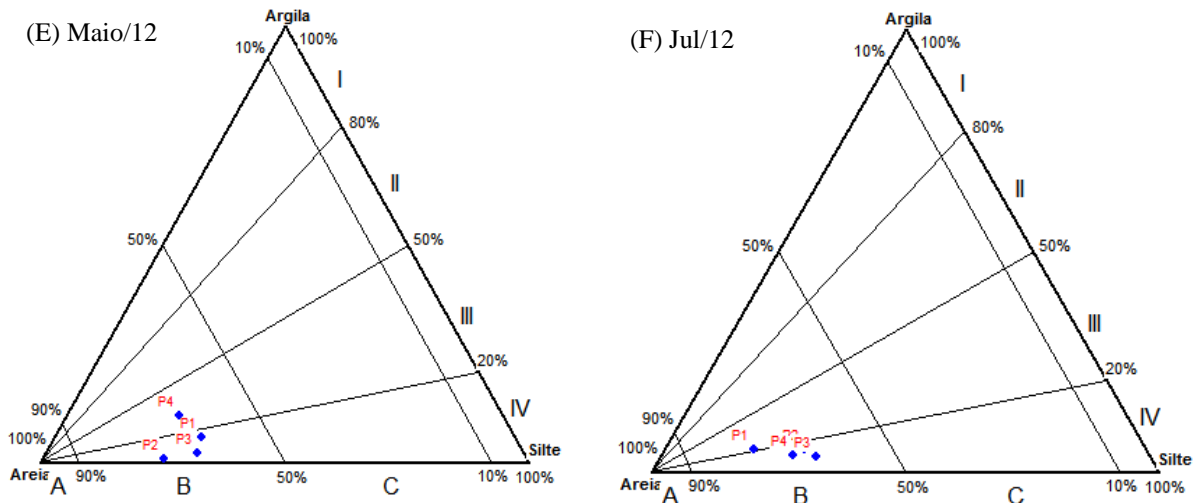 (E) Maio/12
Argila
100%
10%
I
80%
II
50%
50%
III
20%
90%
P4
P1
IV
100%
P2
P3
Silte
Areia
A
90%
B
50%
C
10%
100%
(F) Jul/12
Argila
100%
10%
I
80%
II
50%
50%
III
20%
90%
IV
100%
P1
P4
P3
Silte
Areia
A
90%
B
50%
C
10%
100%